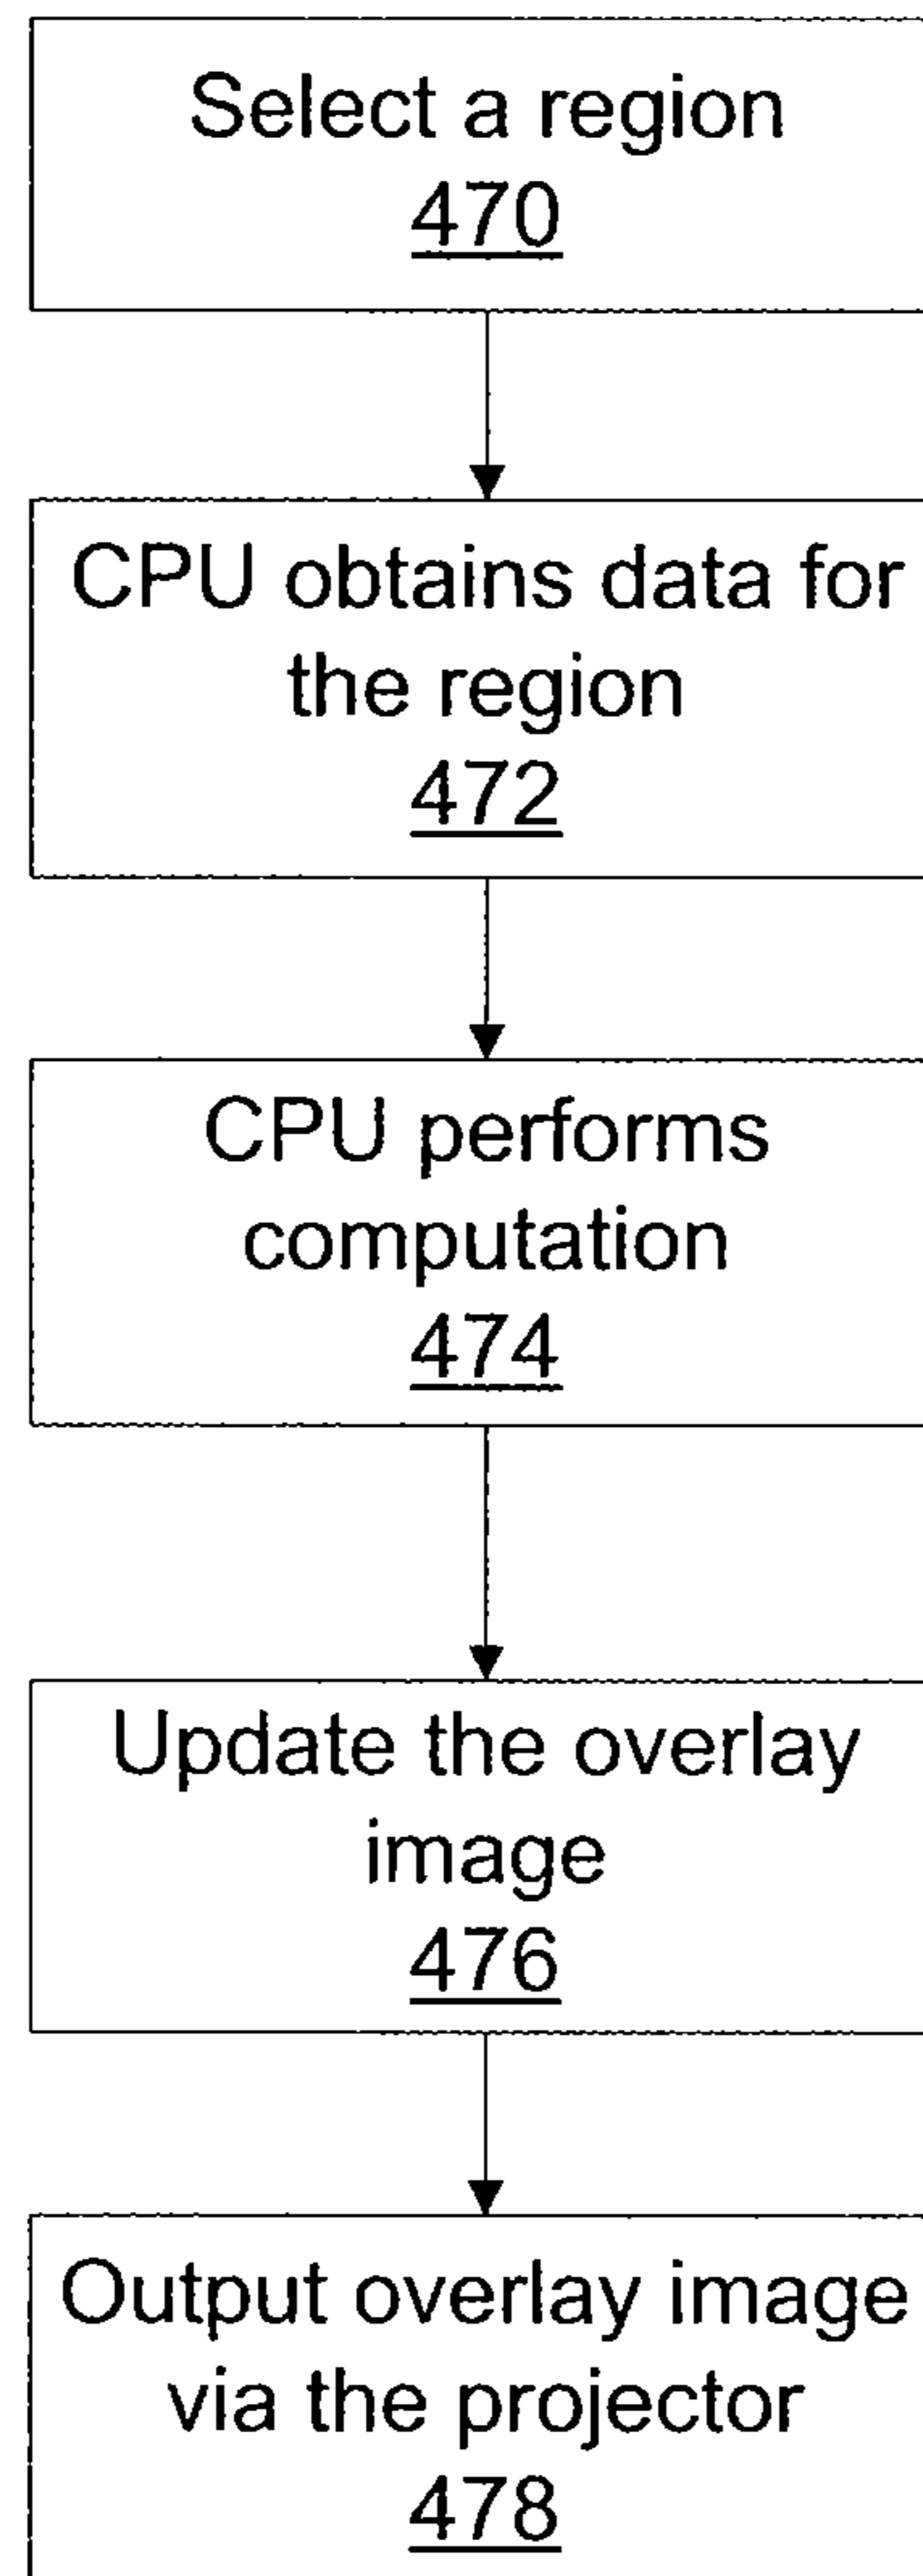 Select a region
470
CPU obtains data for
the region
472
CPU performs
computation
474
Update the overlay
image
476
Output overlay image
via the projector
478